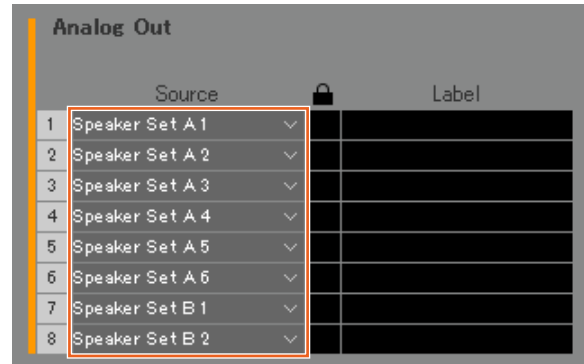 Analog Out
Source Label
1 Speaker Set A 1
2 Speaker Set A 2
3 Speaker Set A 3
4 Speaker Set A 4
5 Speaker Set A 5
6 Speaker Set A 6
7 Speaker Set B 1
8 Speaker Set B 2